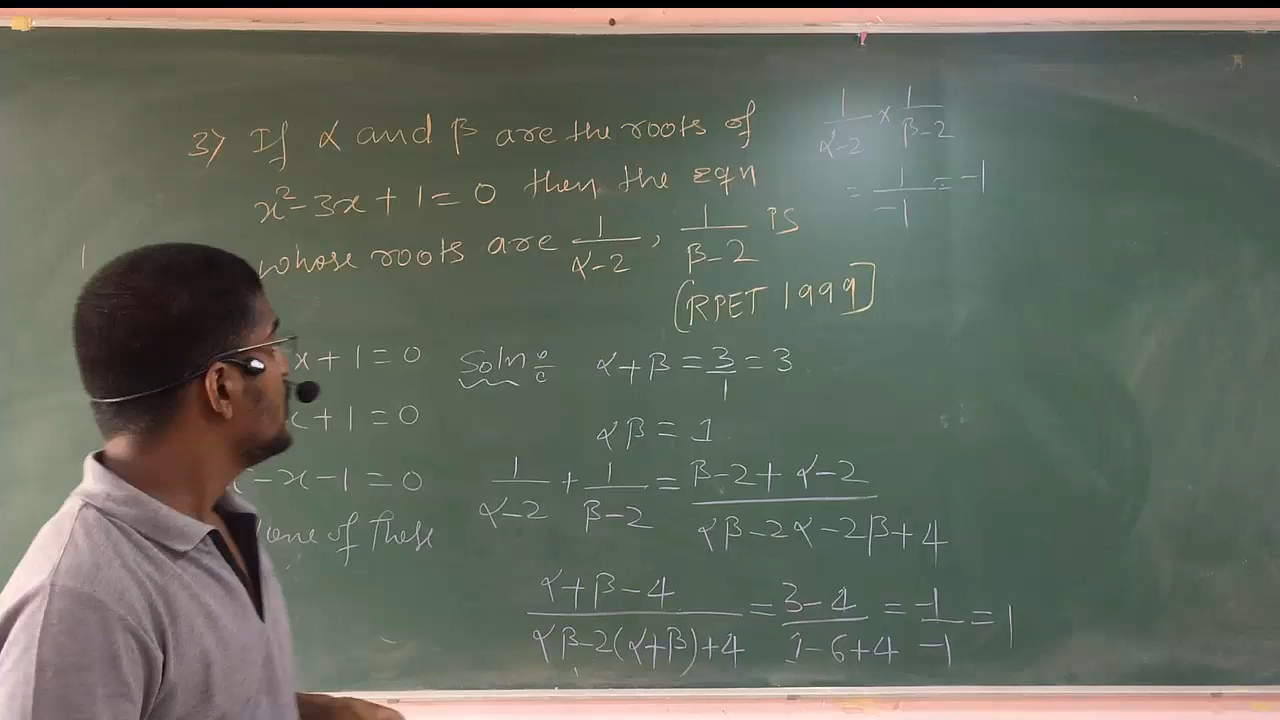 3) If α and β are the roots of
x²-3x+1=0 then the eqn
whose roots are 1/(α-2), 1/(β-2) is
[RPET 1999]
1/(α-2) × 1/(β-2)
= 1/-1 = -1
x+1=0
x+1=0
-x-1=0
one of these
Soln:
α+β = 3/1 = 3
αβ = 1
1/(α-2) + 1/(β-2) = (β-2+α-2)/(αβ-2α-2β+4)
(α+β-4)/(αβ-2(α+β)+4) = (3-4)/(1-6+4) = -1/-1 = 1